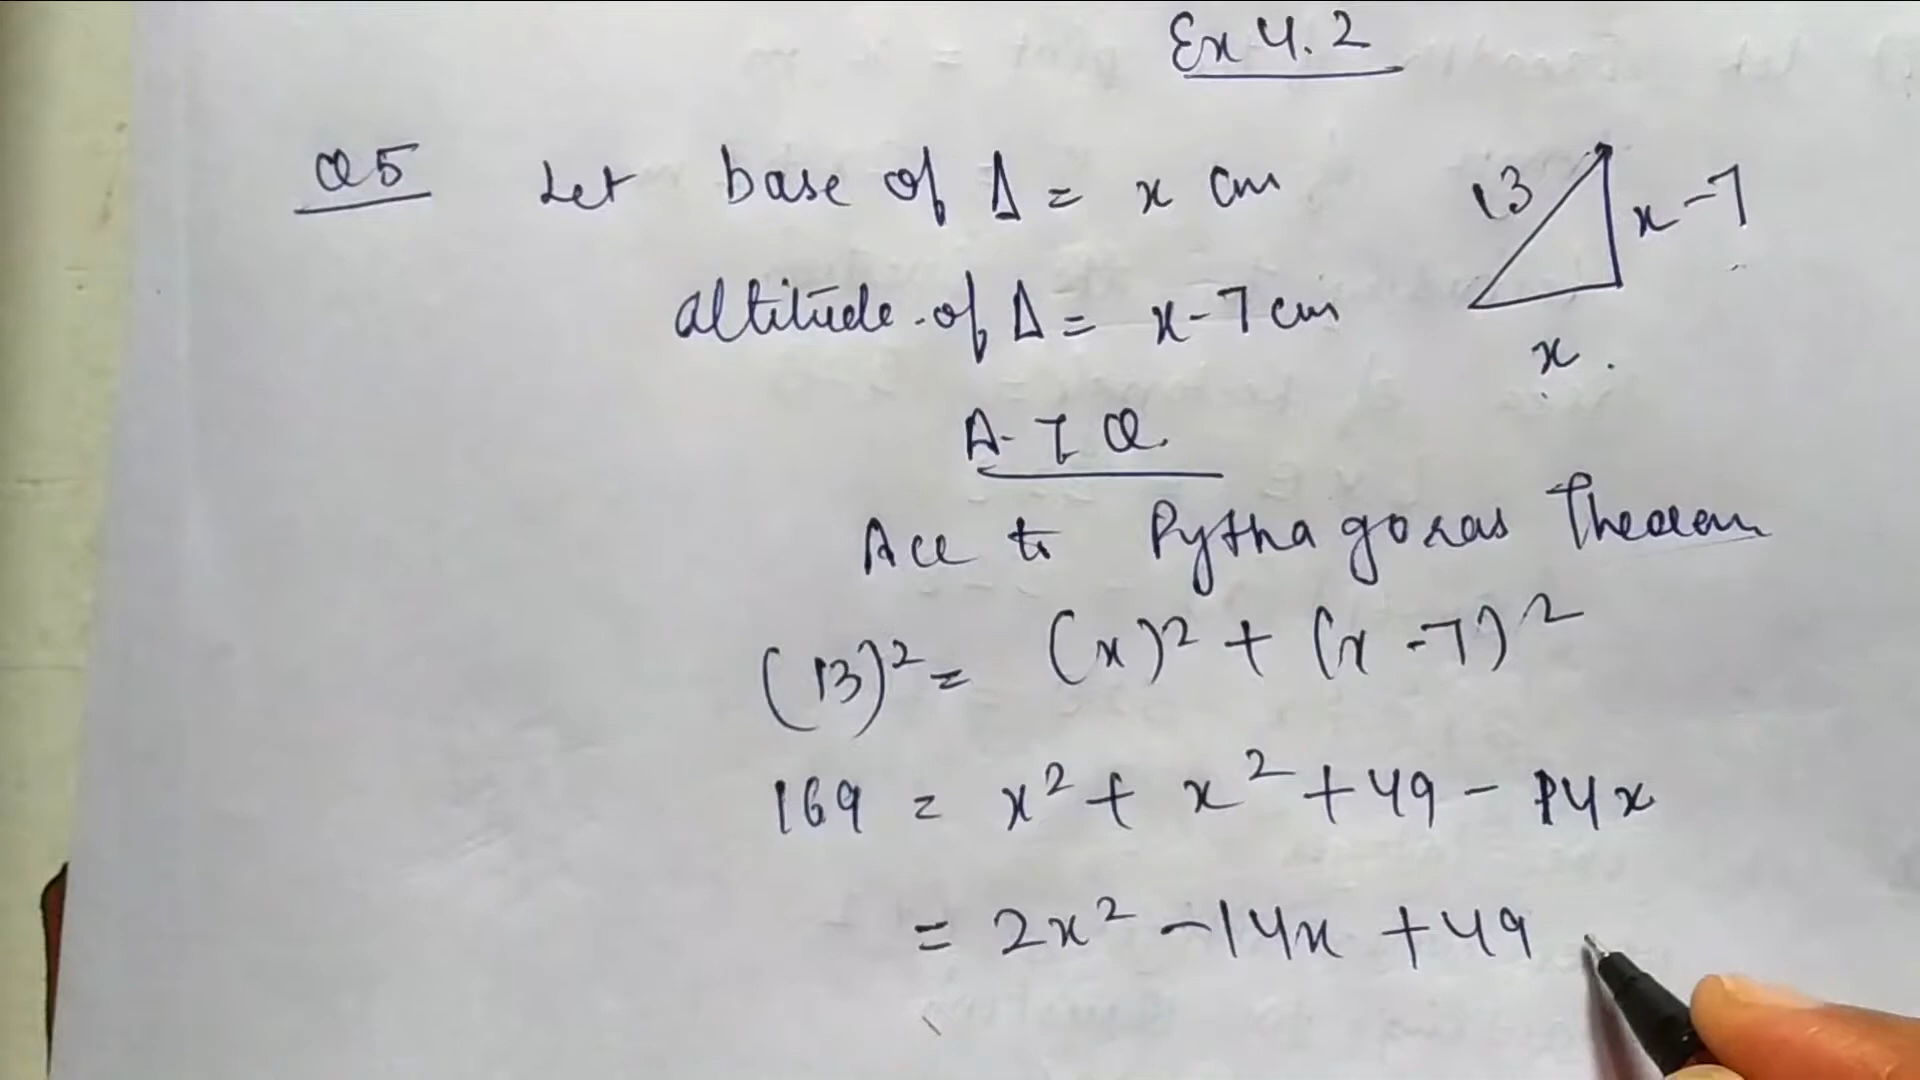 Ex 4.2
Q5 Let base of Δ = x cm
altitude of Δ = x-7 cm
13
x-7
x
A-T Q.
Acc to Pythagoras Theorem
(13)² = (x)² + (x-7)²
169 = x² + x² + 49 - 14x
= 2x² - 14x + 49